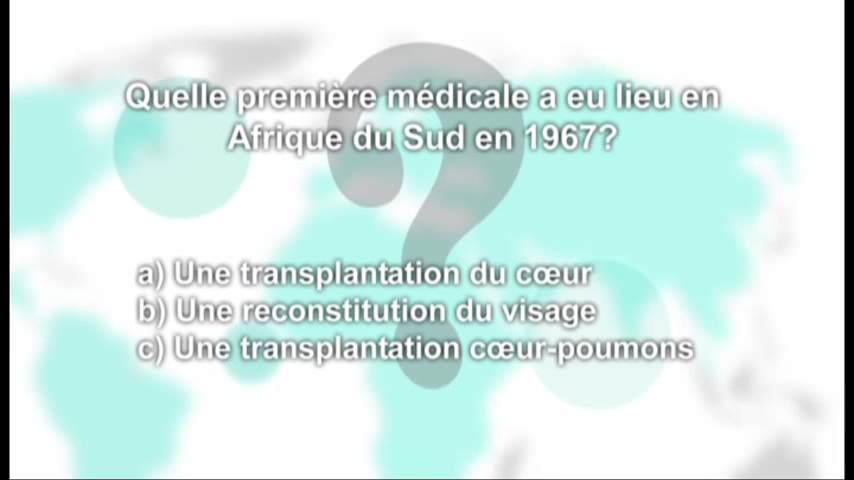 Quelle première médicale a eu lieu en
Afrique du Sud en 1967?
a) Une transplantation du cœur
b) Une reconstitution du visage
c) Une transplantation cœur-poumons